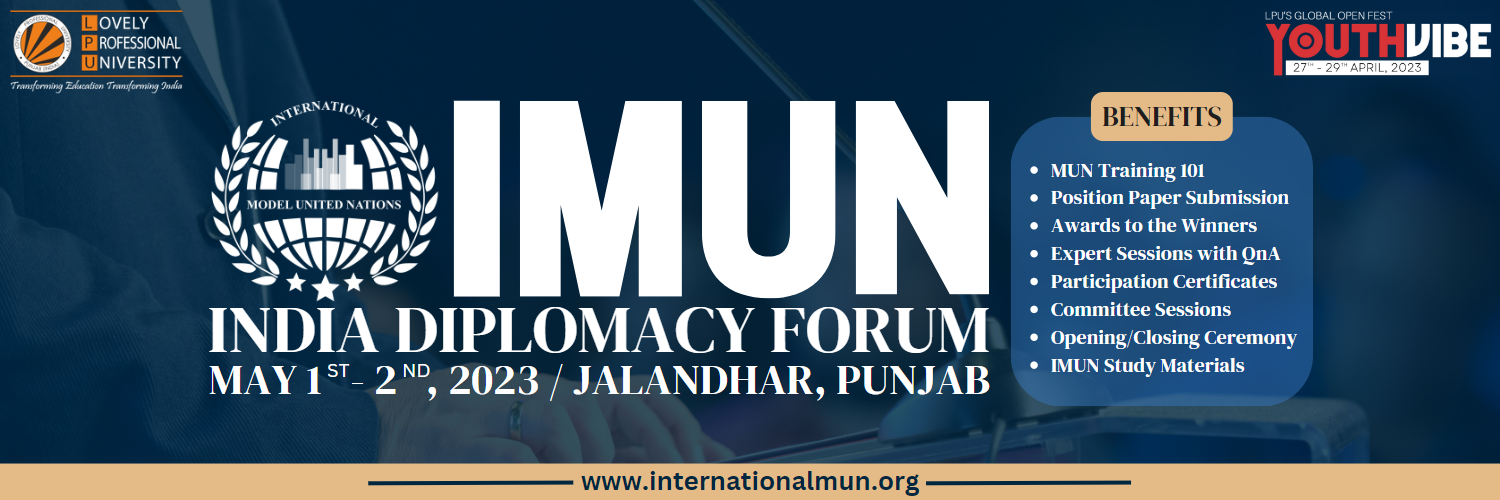 LOVELY
PROFESSIONAL
UNIVERSITY
Transforming Education Transforming India
LPU'S GLOBAL OPEN FEST
YOUTHVIBE
27TH - 29TH APRIL, 2023
INTERNATIONAL
MODEL UNITED NATIONS
IMUN
INDIA DIPLOMACY FORUM
MAY 1ST- 2ND, 2023 / JALANDHAR, PUNJAB
BENEFITS
• MUN Training 101
• Position Paper Submission
• Awards to the Winners
• Expert Sessions with QnA
• Participation Certificates
• Committee Sessions
• Opening/Closing Ceremony
• IMUN Study Materials
www.internationalmun.org